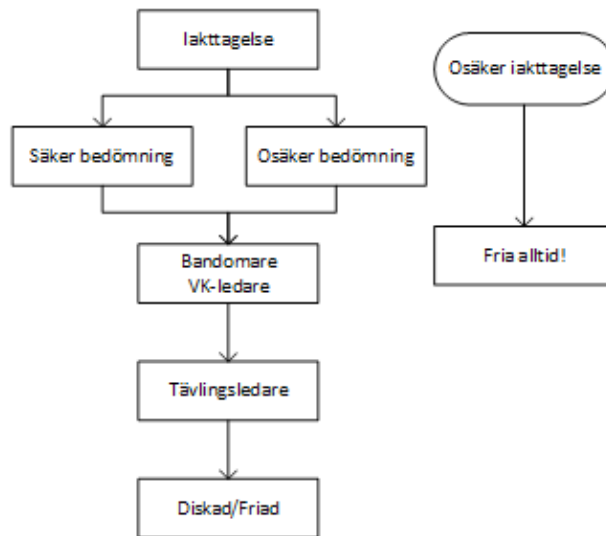 Iakttagelse
Osäker iakttagelse
Säker bedömning
Osäker bedömning
Bandomare
VK-ledare
Fria alltid!
Tävlingsledare
Diskad/Friad